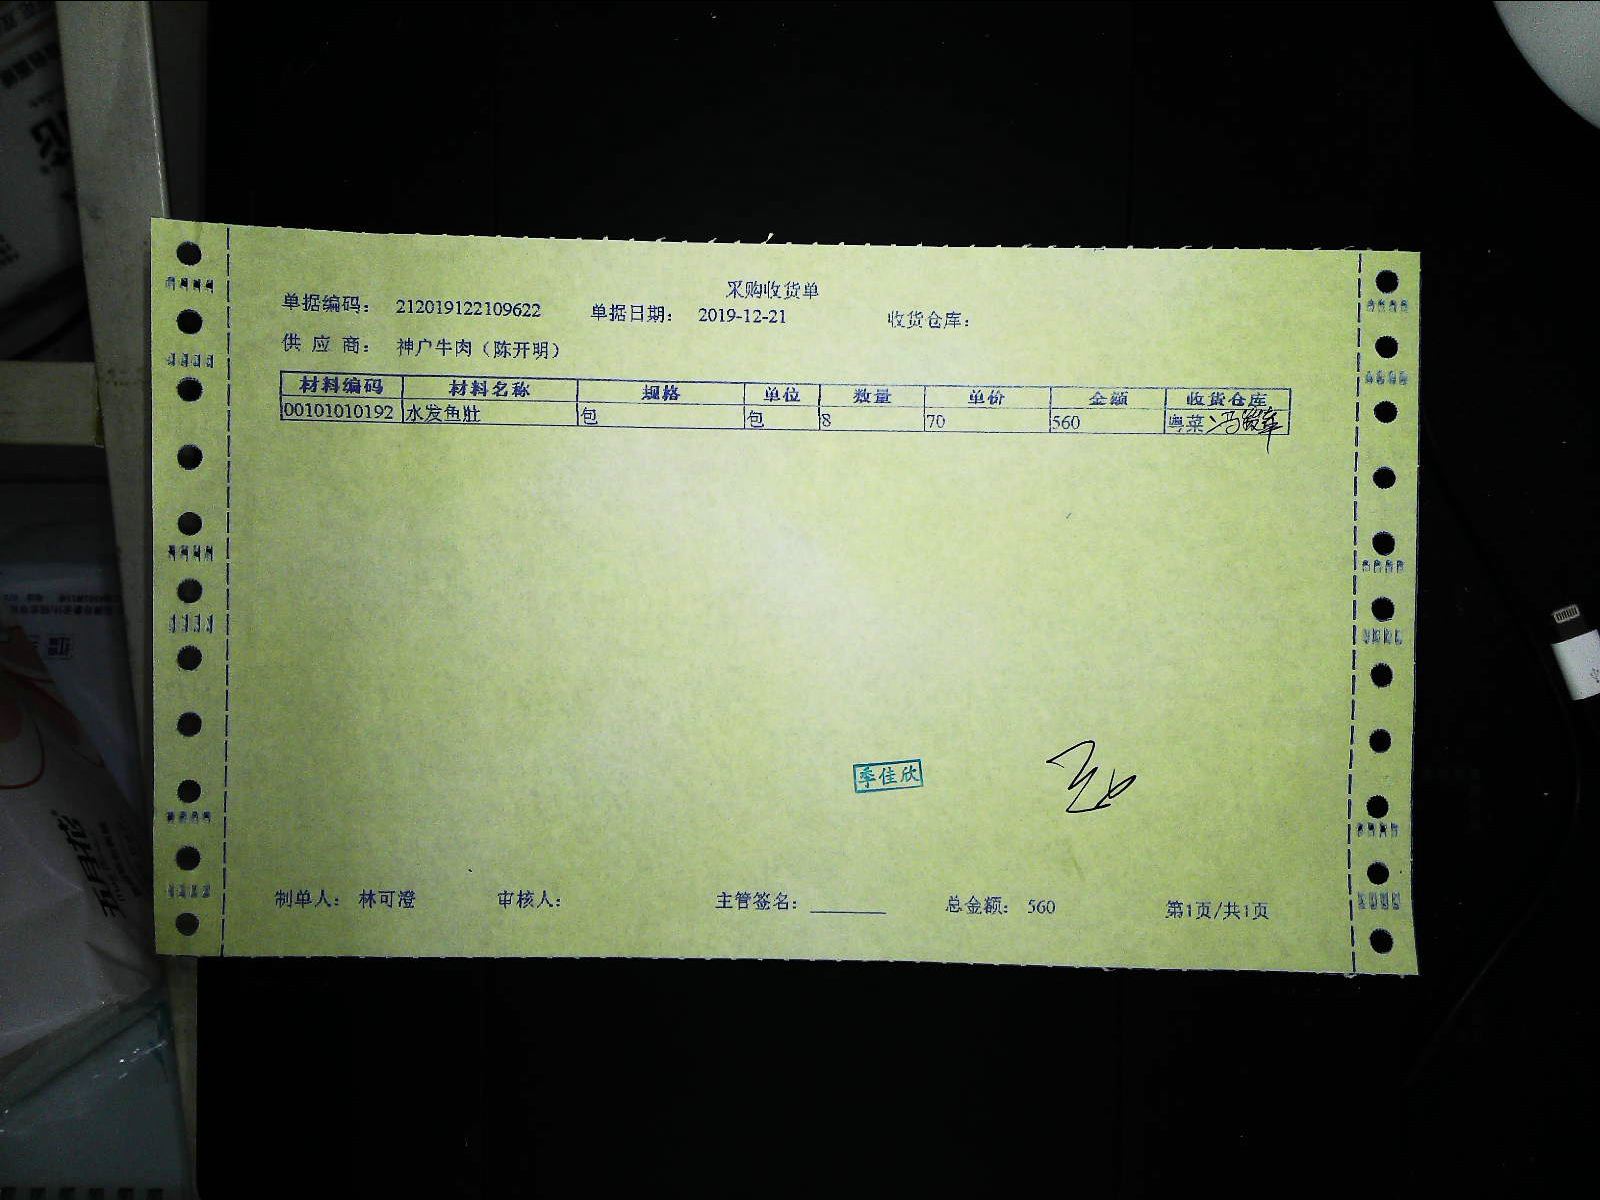 采购收货单
单据编码： 212019122109622 单据日期： 2019-12-21 收货仓库：
供 应 商： 神户牛肉（陈开明）
材料编码 材料名称 规格 单位 数量 单价 金额 收货仓库
00101010192 水发鱼肚 包 包 8 70 560 粤菜
季佳欣
制单人： 林可澄 审核人： 主管签名： 总金额： 560 第1页/共1页